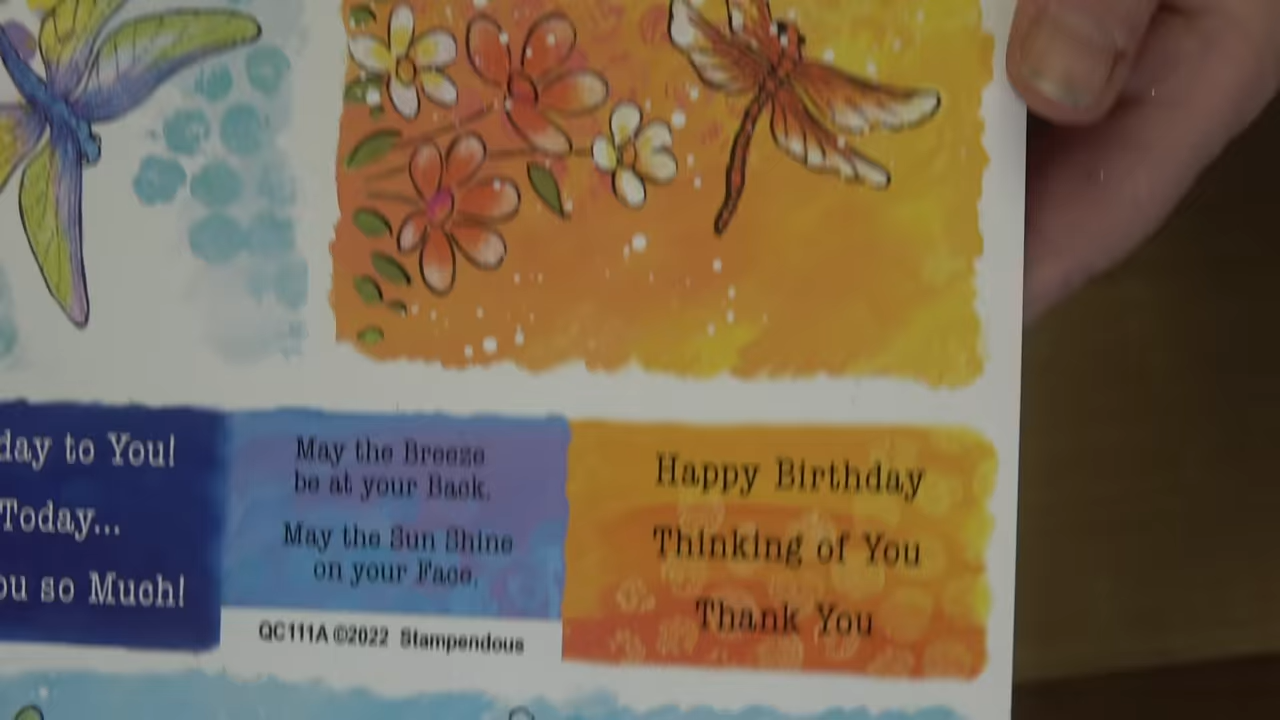 day to You!
Today...
ou so Much!
May the Breeze
be at your Back.
May the Sun Shine
on your Face.
QC111A ©2022 Stampendous
Happy Birthday
Thinking of You
Thank You